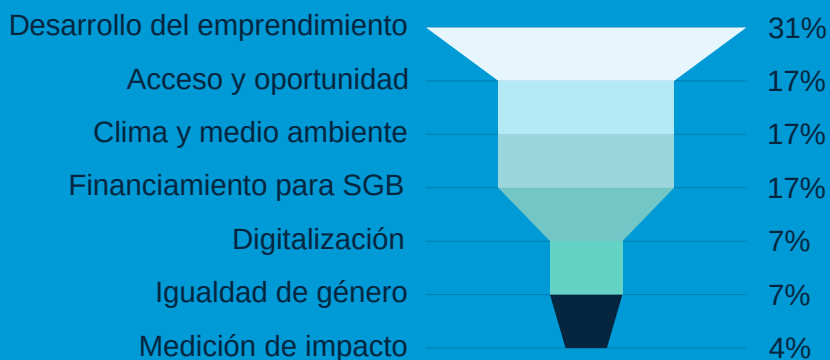 Desarrollo del emprendimiento 31%
Acceso y oportunidad 17%
Clima y medio ambiente 17%
Financiamiento para SGB 17%
Digitalización 7%
Igualdad de género 7%
Medición de impacto 4%